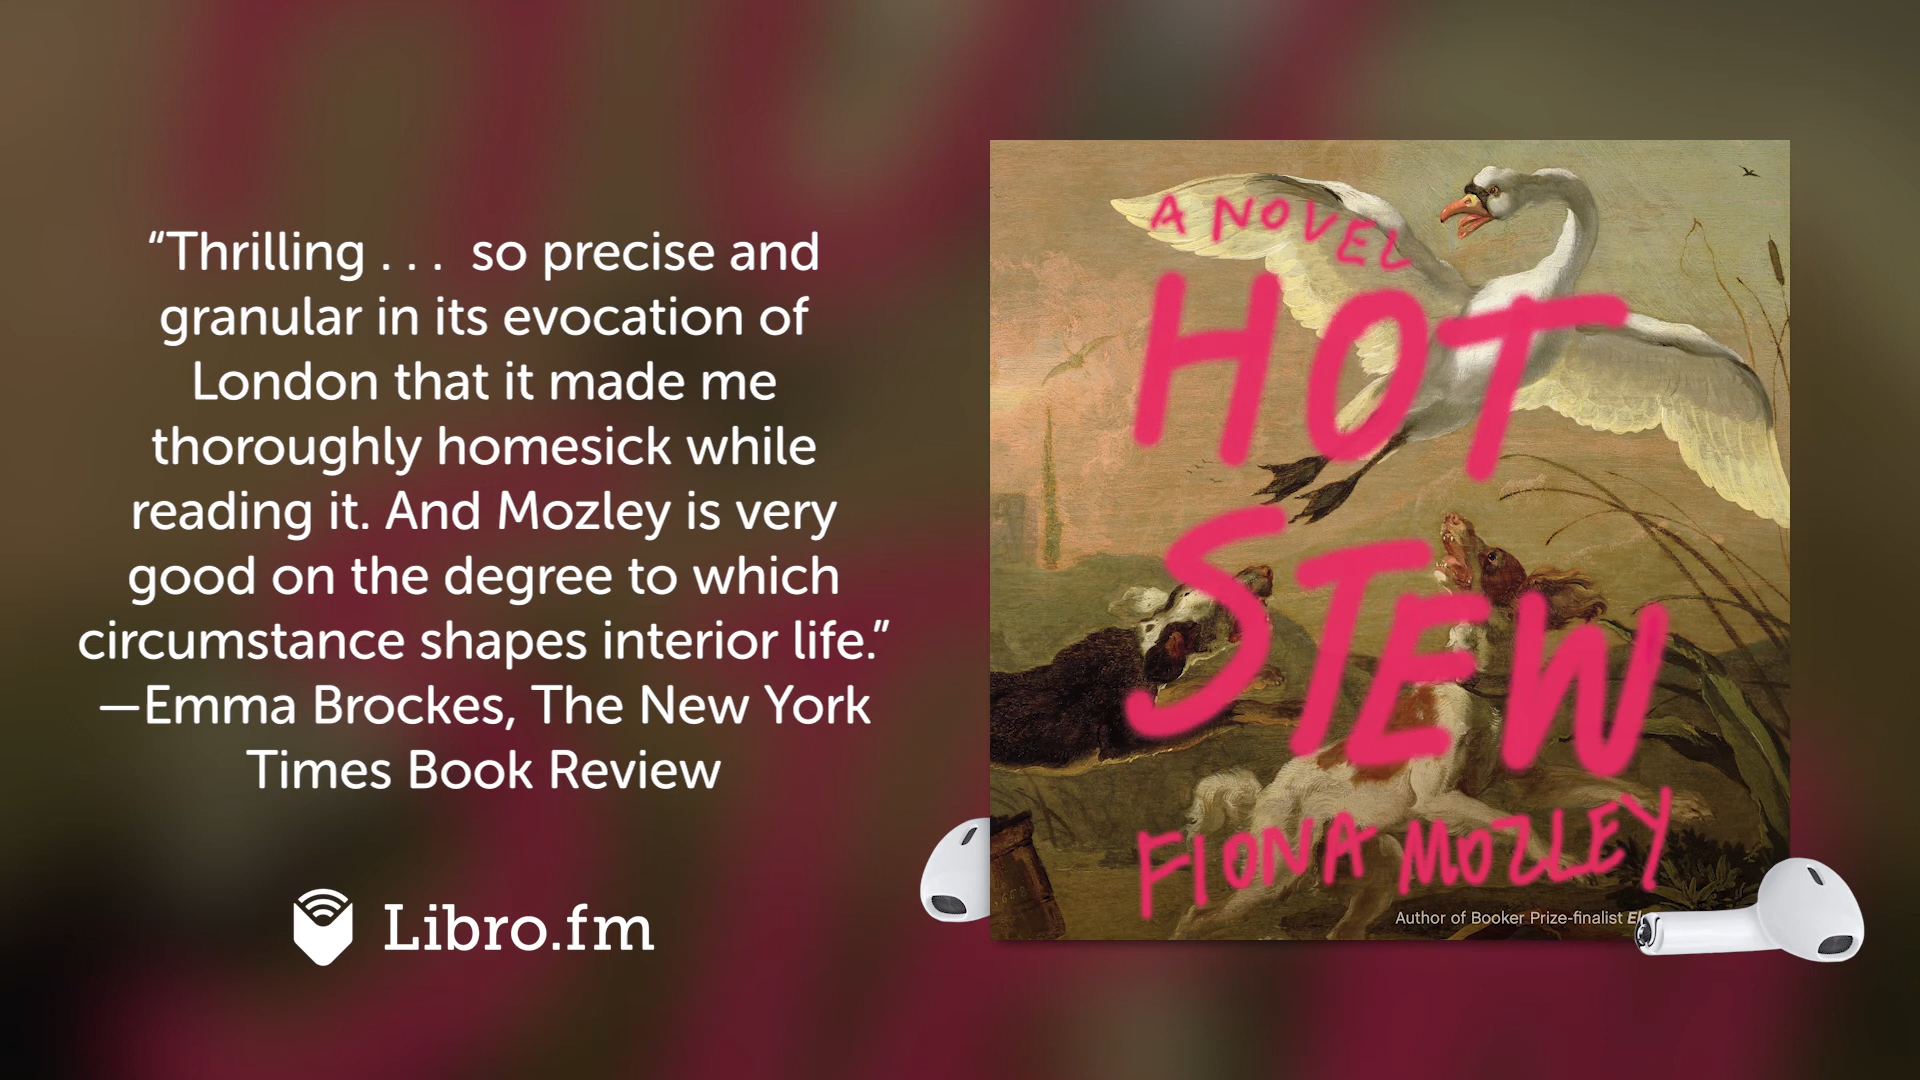 “Thrilling . . .  so precise and
granular in its evocation of
London that it made me
thoroughly homesick while
reading it. And Mozley is very
good on the degree to which
circumstance shapes interior life.”
—Emma Brockes, The New York
Times Book Review
Libro.fm
A NOVEL
HOT
STEW
FIONA MOZLEY
Author of Booker Prize-finalist